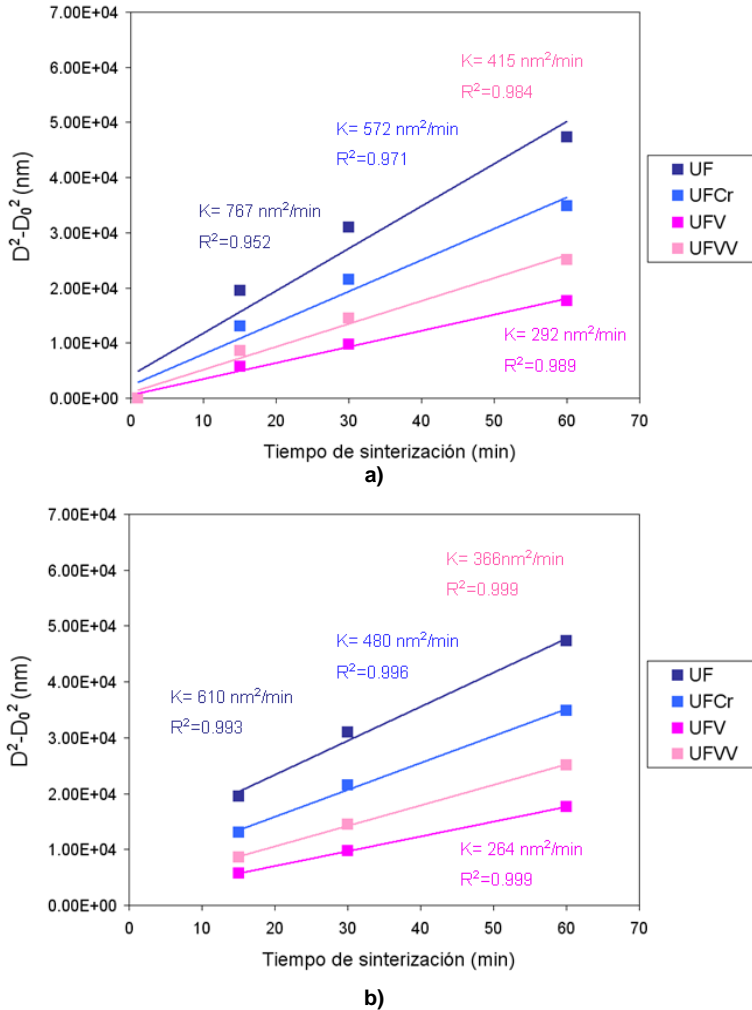 7.00E+04
6.00E+04
5.00E+04
4.00E+04
3.00E+04
2.00E+04
1.00E+04
0.00E+00
D²-D₀² (nm)
K= 415 nm²/min
R²=0.984
K= 572 nm²/min
R²=0.971
K= 767 nm²/min
R²=0.952
K= 292 nm²/min
R²=0.989
UF
UFCr
UFV
UFVV
0 10 20 30 40 50 60 70
Tiempo de sinterización (min)
a)
7.00E+04
6.00E+04
5.00E+04
4.00E+04
3.00E+04
2.00E+04
1.00E+04
0.00E+00
D²-D₀² (nm)
K= 366nm²/min
R²=0.999
K= 480 nm²/min
R²=0.996
K= 610 nm²/min
R²=0.993
K= 264 nm²/min
R²=0.999
UF
UFCr
UFV
UFVV
0 10 20 30 40 50 60 70
Tiempo de sinterización (min)
b)